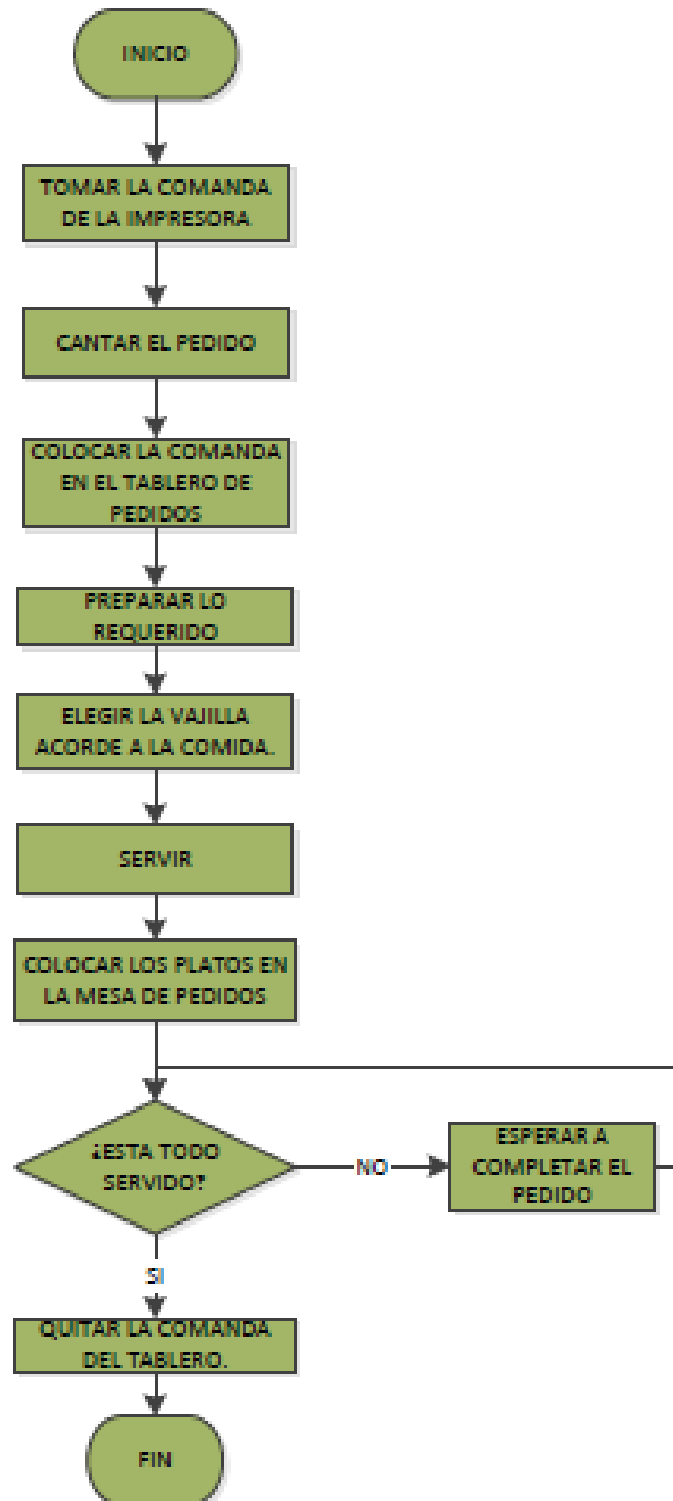 INICIO
TOMAR LA COMANDA
DE LA IMPRESORA
CANTAR EL PEDIDO
COLOCAR LA COMANDA
EN EL TABLERO DE
PEDIDOS
PREPARAR LO
REQUERIDO
ELEGIR LA VAJILLA
ACORDE A LA COMIDA.
SERVIR
COLOCAR LOS PLATOS EN
LA MESA DE PEDIDOS
¿ESTA TODO
SERVIDO?
NO
ESPERAR A
COMPLETAR EL
PEDIDO
SI
QUITAR LA COMANDA
DEL TABLERO.
FIN